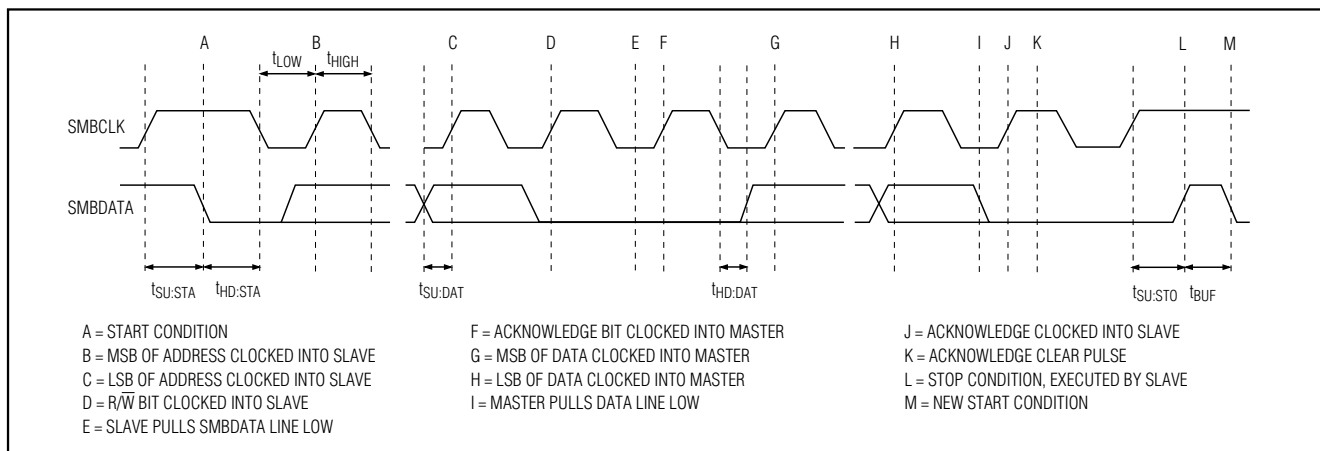 A B C D E F G H I J K L M
tLOW tHIGH
SMBCLK
SMBDATA
tSU:STA tHD:STA tSU:DAT tHD:DAT tSU:STO tBUF
A = START CONDITION
B = MSB OF ADDRESS CLOCKED INTO SLAVE
C = LSB OF ADDRESS CLOCKED INTO SLAVE
D = R/W̅ BIT CLOCKED INTO SLAVE
E = SLAVE PULLS SMBDATA LINE LOW
F = ACKNOWLEDGE BIT CLOCKED INTO MASTER
G = MSB OF DATA CLOCKED INTO MASTER
H = LSB OF DATA CLOCKED INTO MASTER
I = MASTER PULLS DATA LINE LOW
J = ACKNOWLEDGE CLOCKED INTO SLAVE
K = ACKNOWLEDGE CLEAR PULSE
L = STOP CONDITION, EXECUTED BY SLAVE
M = NEW START CONDITION